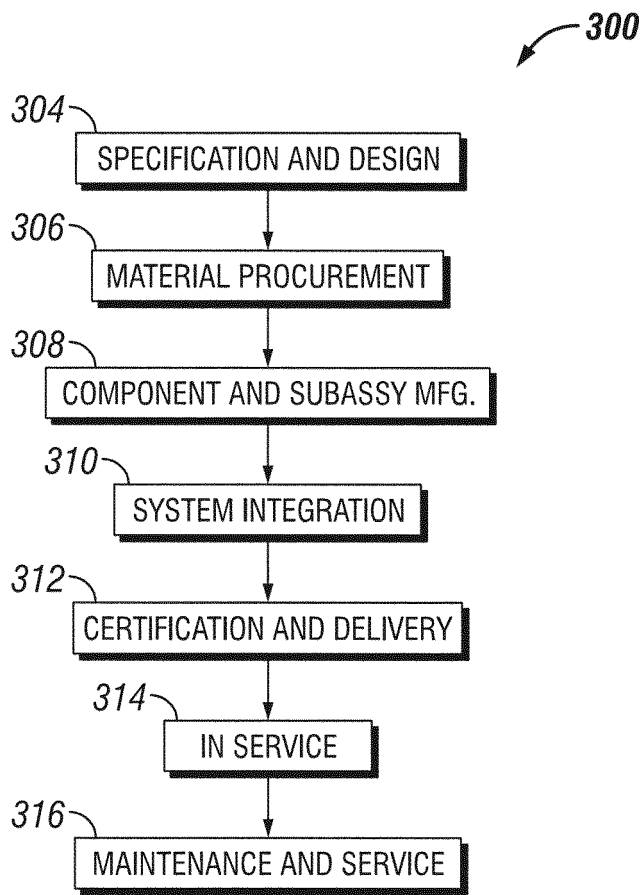 300
304
SPECIFICATION AND DESIGN
306
MATERIAL PROCUREMENT
308
COMPONENT AND SUBASSY MFG.
310
SYSTEM INTEGRATION
312
CERTIFICATION AND DELIVERY
314
IN SERVICE
316
MAINTENANCE AND SERVICE